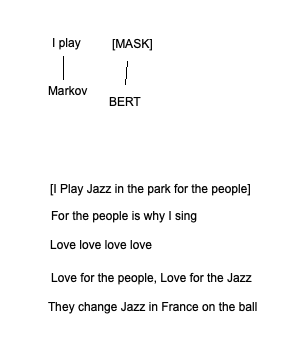 I play [MASK]
Markov
BERT
[I Play Jazz in the park for the people]
For the people is why I sing
Love love love love
Love for the people, Love for the Jazz
They change Jazz in France on the ball